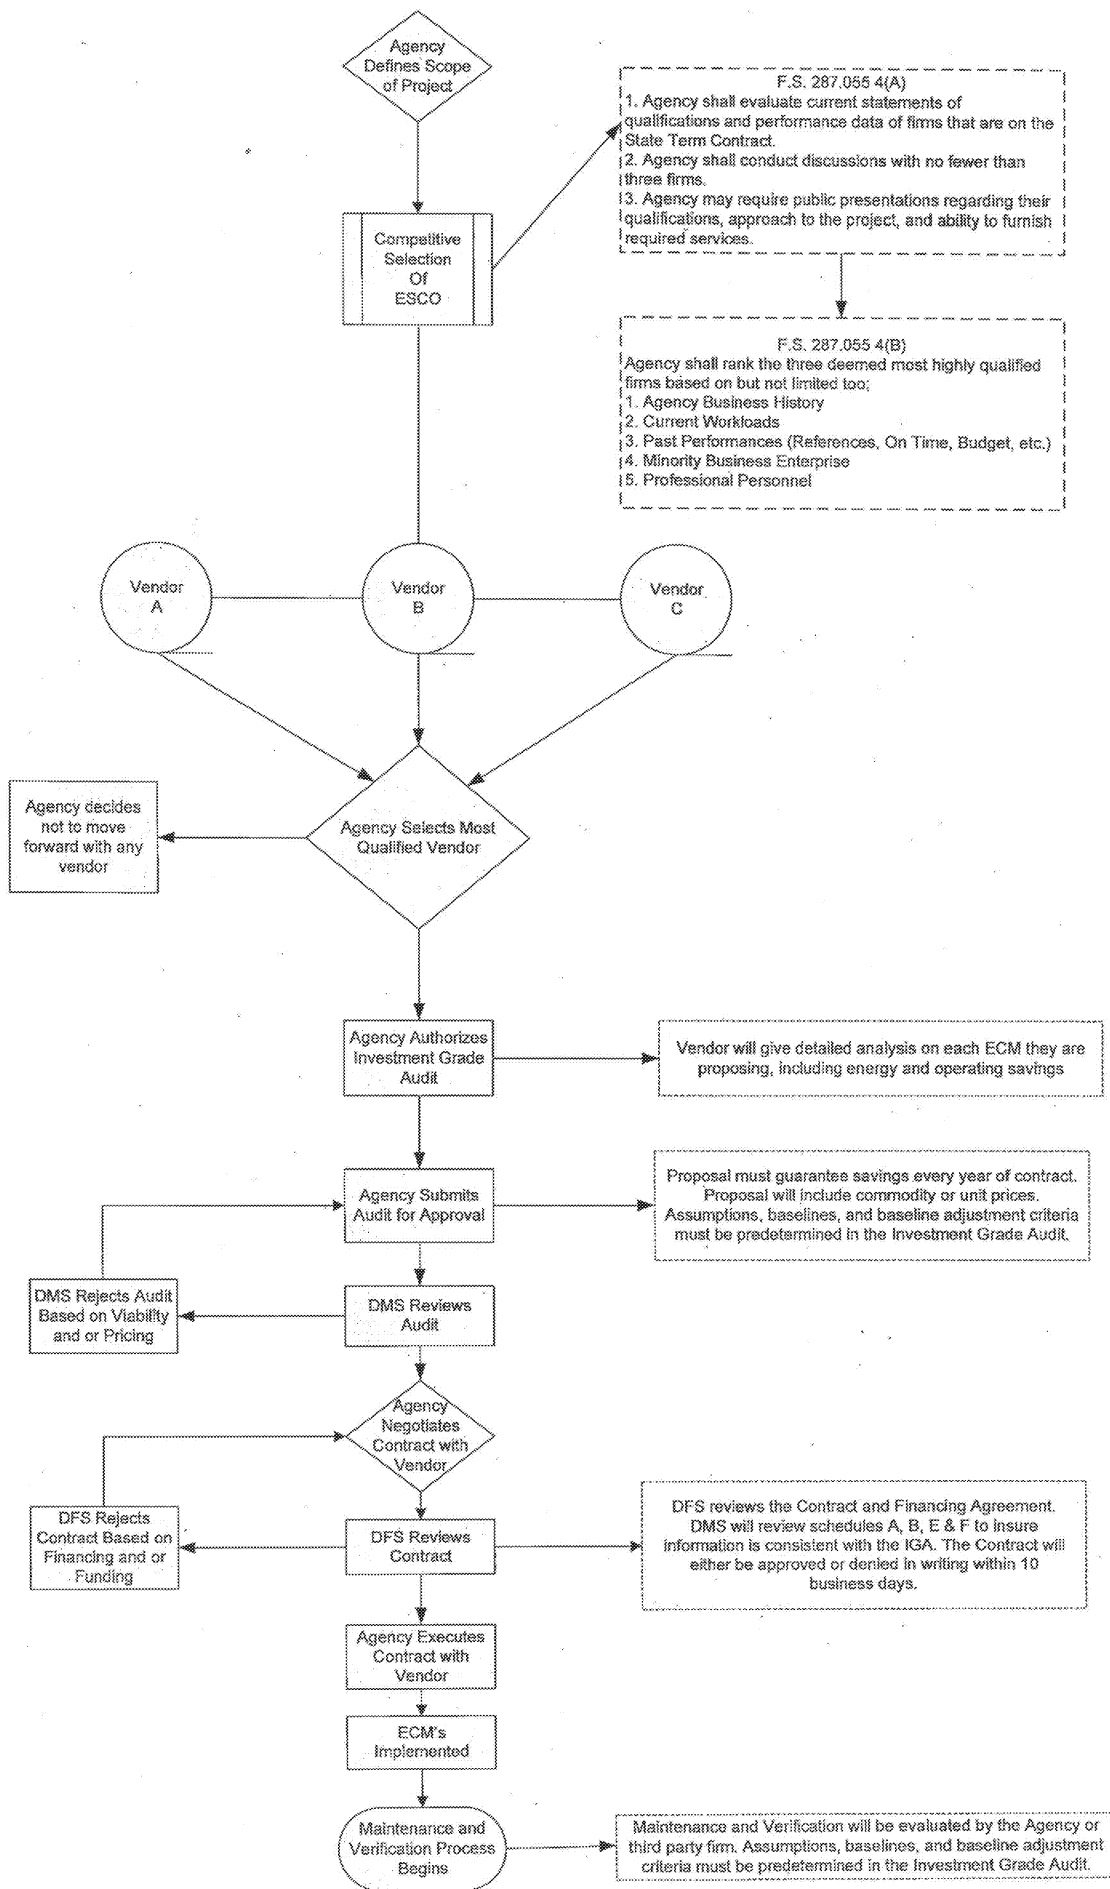 Agency
Defines Scope
of Project
F.S. 287.055 4(A)
1. Agency shall evaluate current statements of
qualifications and performance data of firms that are on the
State Term Contract.
2. Agency shall conduct discussions with no fewer than
three firms.
3. Agency may require public presentations regarding their
qualifications, approach to the project, and ability to furnish
required services.
Competitive
Selection
Of
ESCO
F.S. 287.055 4(B)
Agency shall rank the three deemed most highly qualified
firms based on but not limited too;
1. Agency Business History
2. Current Workloads
3. Past Performances (References, On Time, Budget, etc.)
4. Minority Business Enterprise
5. Professional Personnel
Vendor
A
Vendor
B
Vendor
C
Agency decides
not to move
forward with any
vendor
Agency Selects Most
Qualified Vendor
Agency Authorizes
Investment Grade
Audit
Vendor will give detailed analysis on each ECM they are
proposing, including energy and operating savings
Agency Submits
Audit for Approval
Proposal must guarantee savings every year of contract.
Proposal will include commodity or unit prices.
Assumptions, baselines, and baseline adjustment criteria
must be predetermined in the Investment Grade Audit.
DMS Rejects Audit
Based on Viability
and or Pricing
DMS Reviews
Audit
Agency
Negotiates
Contract with
Vendor
DFS Rejects
Contract Based on
Financing and or
Funding
DFS Reviews
Contract
DFS reviews the Contract and Financing Agreement.
DMS will review schedules A, B, E & F to insure
information is consistent with the IGA. The Contract will
either be approved or denied in writing within 10
business days.
Agency Executes
Contract with
Vendor
ECM's
Implemented
Maintenance and
Verification Process
Begins
Maintenance and Verification will be evaluated by the Agency or
third party firm. Assumptions, baselines, and baseline adjustment
criteria must be predetermined in the Investment Grade Audit.